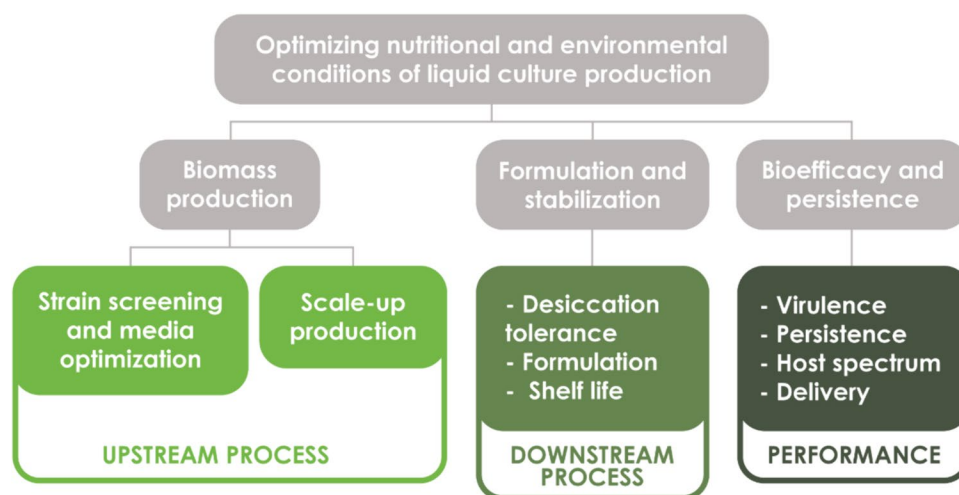 Optimizing nutritional and environmental
conditions of liquid culture production
Biomass
production
Formulation and
stabilization
Bioefficacy and
persistence
Strain screening
and media
optimization
Scale-up
production
- Desiccation
tolerance
- Formulation
- Shelf life
- Virulence
- Persistence
- Host spectrum
- Delivery
UPSTREAM PROCESS
DOWNSTREAM
PROCESS
PERFORMANCE